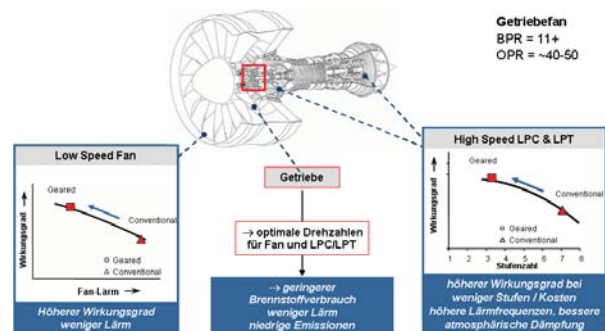 Getriebefan
BPR = 11+
OPR = ~40-50
Low Speed Fan
Geared
Conventional
Wirkungsgrad
Geared
Conventional
Fan-Lärm
Höherer Wirkungsgrad
weniger Lärm
Getriebe
→ optimale Drehzahlen
für Fan und LPC/LPT
→ geringerer
Brennstoffverbrauch
weniger Lärm
niedrige Emissionen
High Speed LPC & LPT
Geared
Conventional
Wirkungsgrad
Geared
Conventional
1 2 3 4 5 6 7 8
Stufenzahl
höherer Wirkungsgrad bei
weniger Stufen / Kosten
höhere Lärmfrequenzen, bessere
atmosphärische Dämpfung